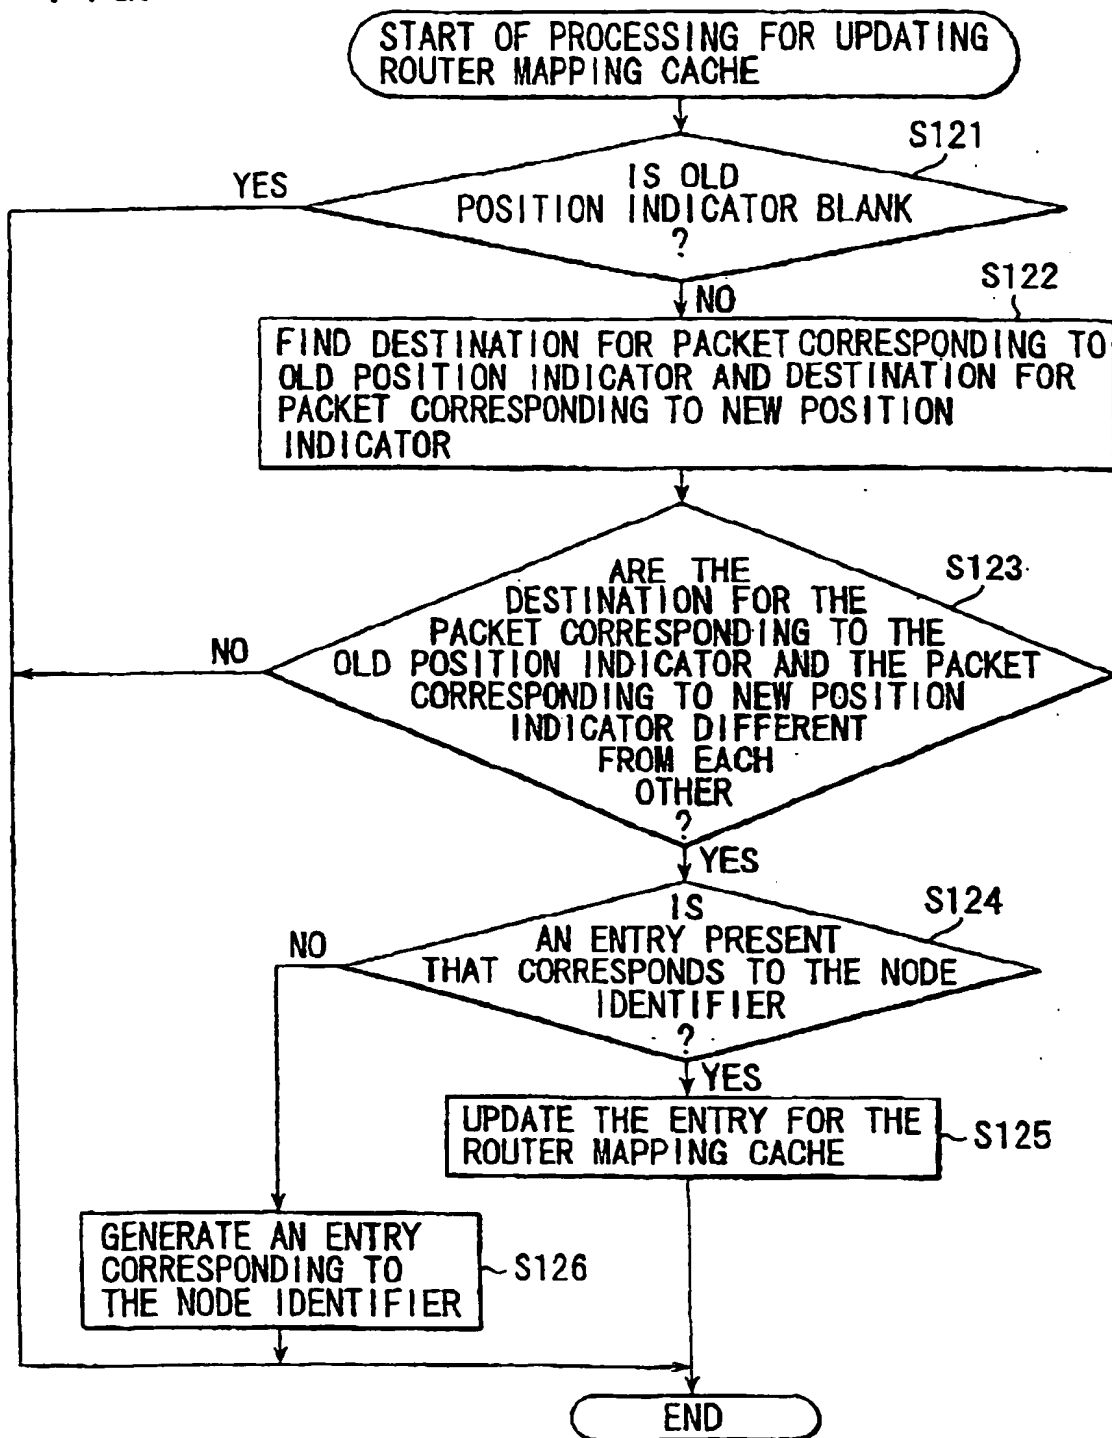 START OF PROCESSING FOR UPDATING
ROUTER MAPPING CACHE
S121
YES
IS OLD
POSITION INDICATOR BLANK
?
S122
NO
FIND DESTINATION FOR PACKET CORRESPONDING TO
OLD POSITION INDICATOR AND DESTINATION FOR
PACKET CORRESPONDING TO NEW POSITION
INDICATOR
S123
ARE THE
DESTINATION FOR THE
PACKET CORRESPONDING TO THE
NO
OLD POSITION INDICATOR AND THE PACKET
CORRESPONDING TO NEW POSITION
INDICATOR DIFFERENT
FROM EACH
OTHER
?
YES
S124
IS
NO
AN ENTRY PRESENT
THAT CORRESPONDS TO THE NODE
IDENTIFIER
?
YES
UPDATE THE ENTRY FOR THE
ROUTER MAPPING CACHE
S125
GENERATE AN ENTRY
CORRESPONDING TO
THE NODE IDENTIFIER
S126
END